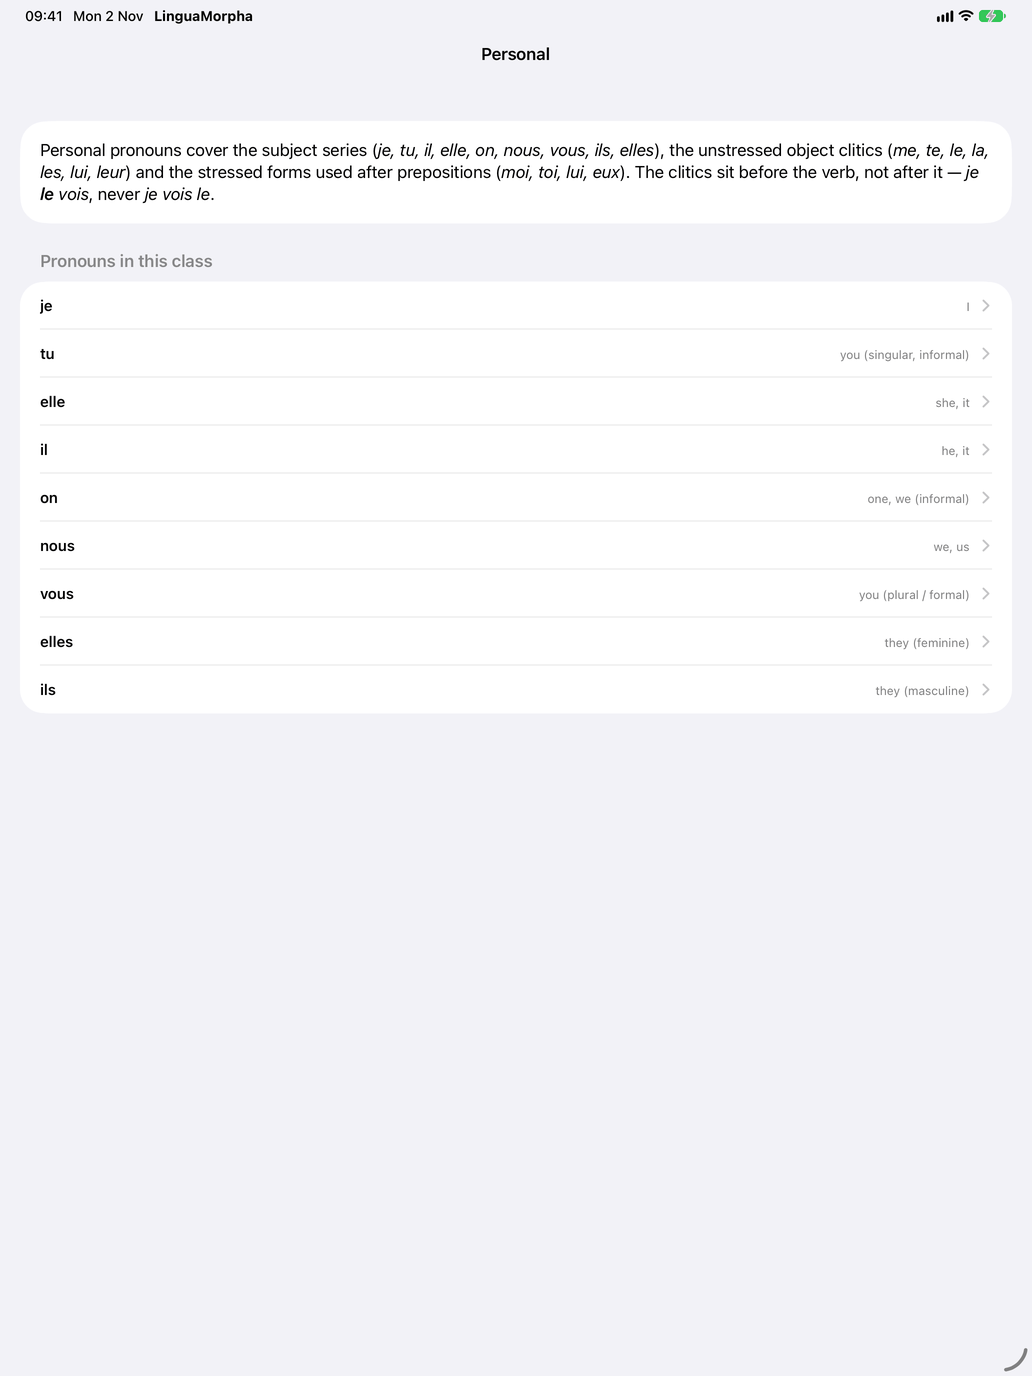 09:41 Mon 2 Nov LinguaMorpha
Personal
Personal pronouns cover the subject series (je, tu, il, elle, on, nous, vous, ils, elles), the unstressed object clitics (me, te, le, la,
les, lui, leur) and the stressed forms used after prepositions (moi, toi, lui, eux). The clitics sit before the verb, not after it — je
le vois, never je vois le.
Pronouns in this class
je I
tu you (singular, informal)
elle she, it
il he, it
on one, we (informal)
nous we, us
vous you (plural / formal)
elles they (feminine)
ils they (masculine)